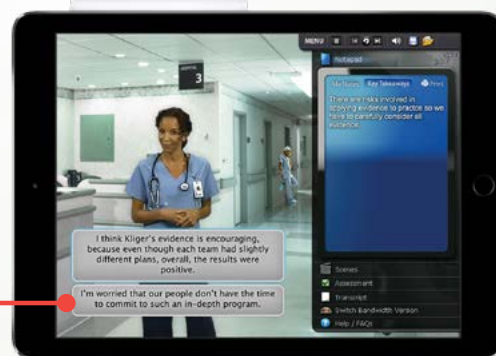 MENU
Notepad
My Notes
Key Takeaways
Print
There are risks involved in
applying evidence to practice so we
have to carefully consider all
evidence.
3
I think Kliger's evidence is encouraging,
because even though each team had slightly
different plans, overall, the results were
positive.
I'm worried that our people don't have the time
to commit to such an in-depth program.
Scenes
Assessment
Transcript
Switch Bandwidth Version
Help / FAQs